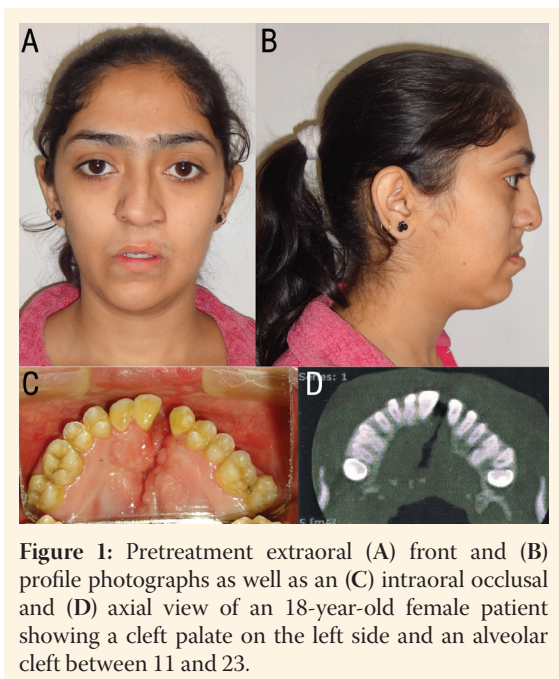 A
B
C
D
Series: 1
Figure 1: Pretreatment extraoral (A) front and (B)
profile photographs as well as an (C) intraoral occlusal
and (D) axial view of an 18-year-old female patient
showing a cleft palate on the left side and an alveolar
cleft between 11 and 23.